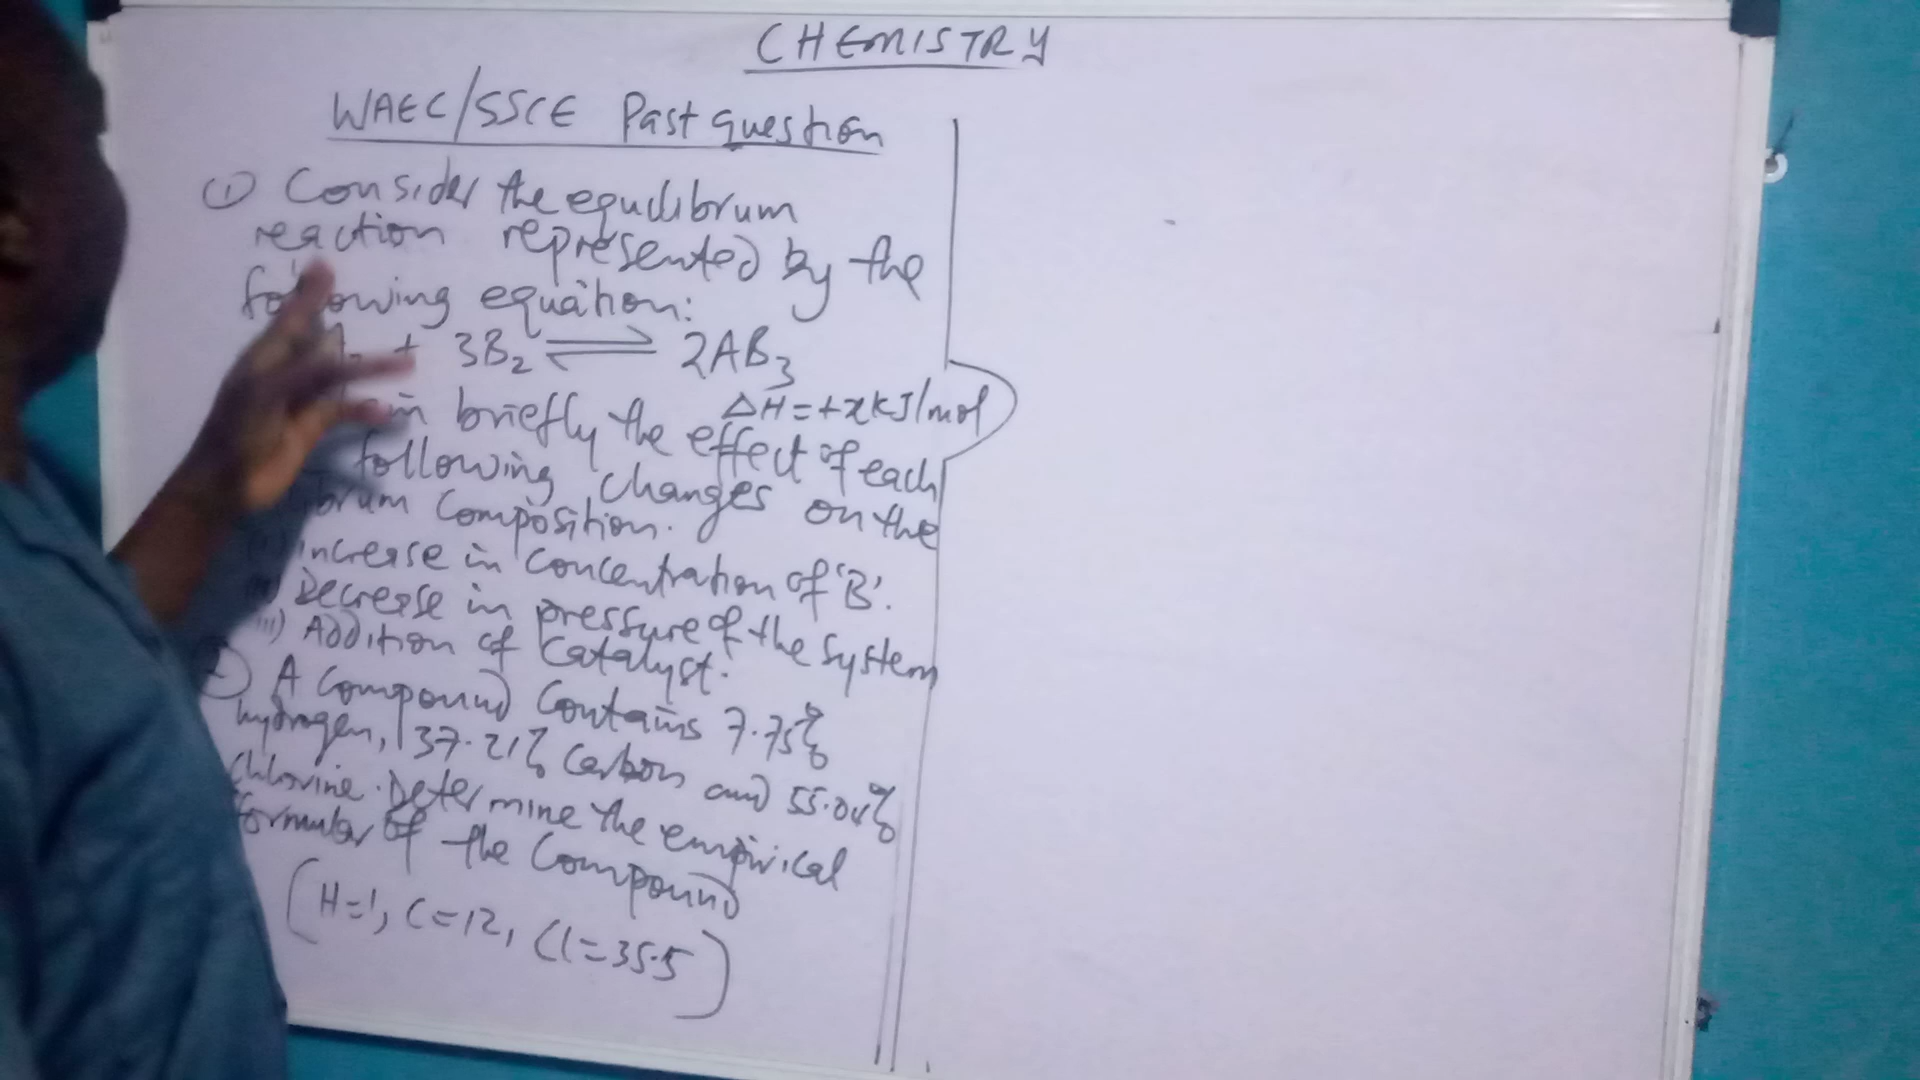 CHEMISTRY
WAEC/SSCE Past question
① Consider the equilibrum
reaction represented by the
following equation:
+ 3B₂ ⇌ 2AB₃
ΔH=+xkJ/mol
briefly the effect of each
following changes on the
composition.
increase in concentration of 'B'.
Decrease in pressure of the system
iii) Addition of Catalyst.
A compound contains 7.75%
hydrogen, 37.21% Carbon and 55.04%
chlorine. Determine the empirical
formular of the compound
(H=1, C=12, Cl=35.5)